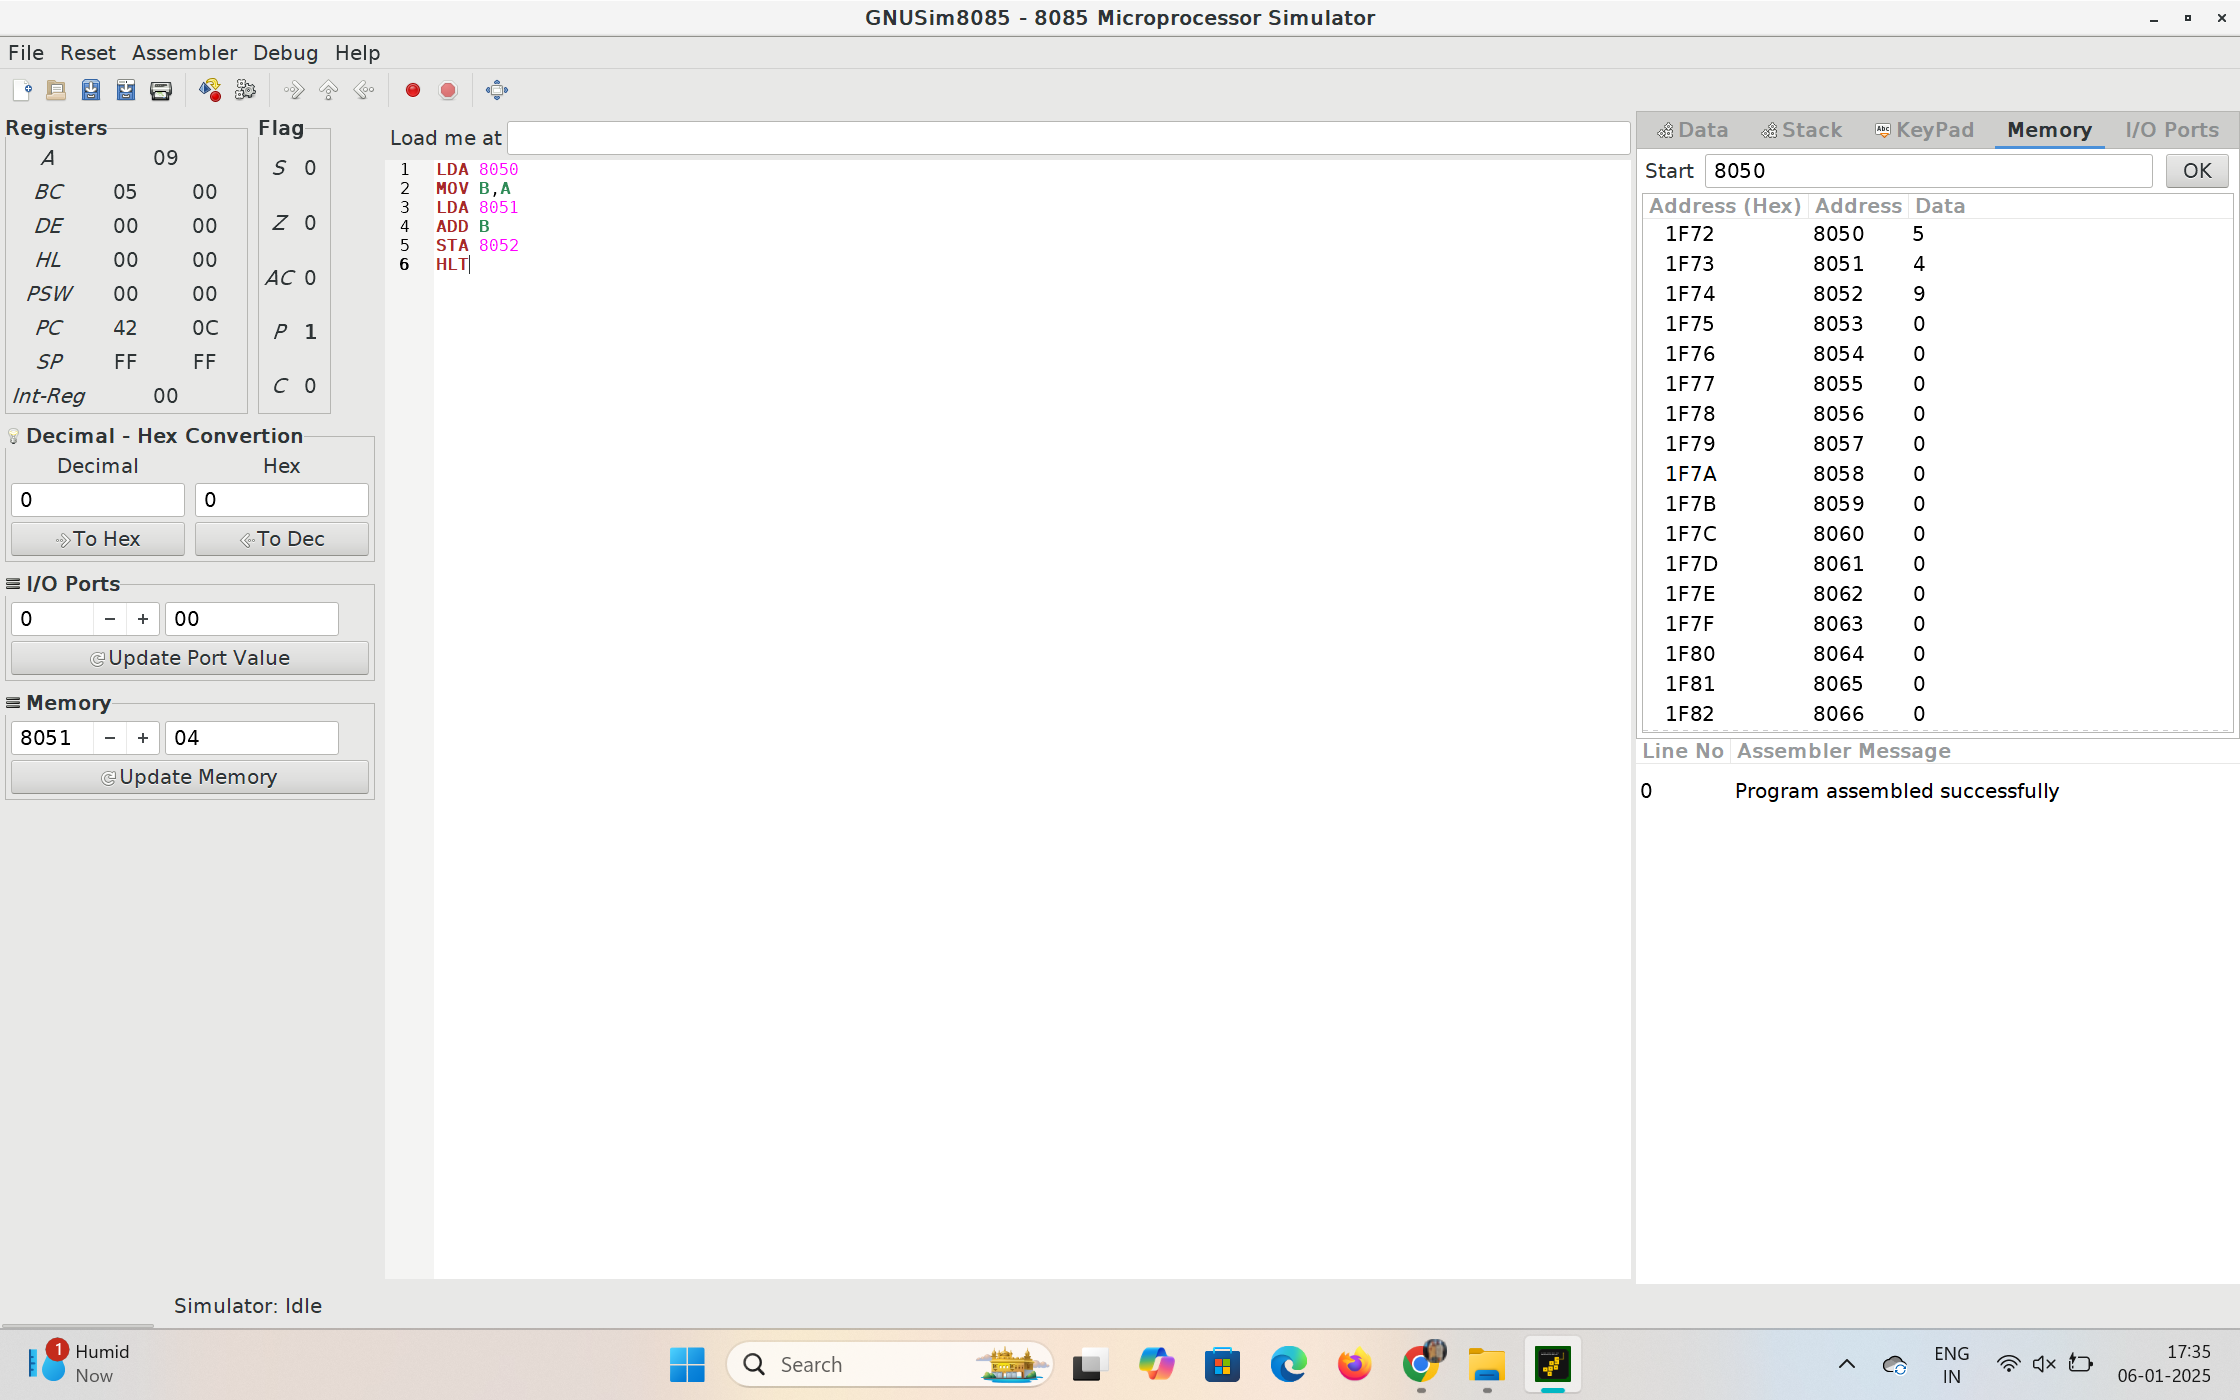 GNUSim8085 - 8085 Microprocessor Simulator
File Reset Assembler Debug Help
Registers
A 09
BC 05 00
DE 00 00
HL 00 00
PSW 00 00
PC 42 0C
SP FF FF
Int-Reg 00
Flag
S 0
Z 0
AC 0
P 1
C 0
Decimal - Hex Convertion
Decimal Hex
0 0
To Hex To Dec
I/O Ports
0 − + 00
Update Port Value
Memory
8051 − + 04
Update Memory
Load me at
1 LDA 8050
2 MOV B,A
3 LDA 8051
4 ADD B
5 STA 8052
6 HLT
Data Stack Abc KeyPad Memory I/O Ports
Start 8050 OK
Address (Hex) Address Data
1F72 8050 5
1F73 8051 4
1F74 8052 9
1F75 8053 0
1F76 8054 0
1F77 8055 0
1F78 8056 0
1F79 8057 0
1F7A 8058 0
1F7B 8059 0
1F7C 8060 0
1F7D 8061 0
1F7E 8062 0
1F7F 8063 0
1F80 8064 0
1F81 8065 0
1F82 8066 0
Line No Assembler Message
0 Program assembled successfully
Simulator: Idle
1 Humid
Now
Search
ENG
IN
17:35
06-01-2025